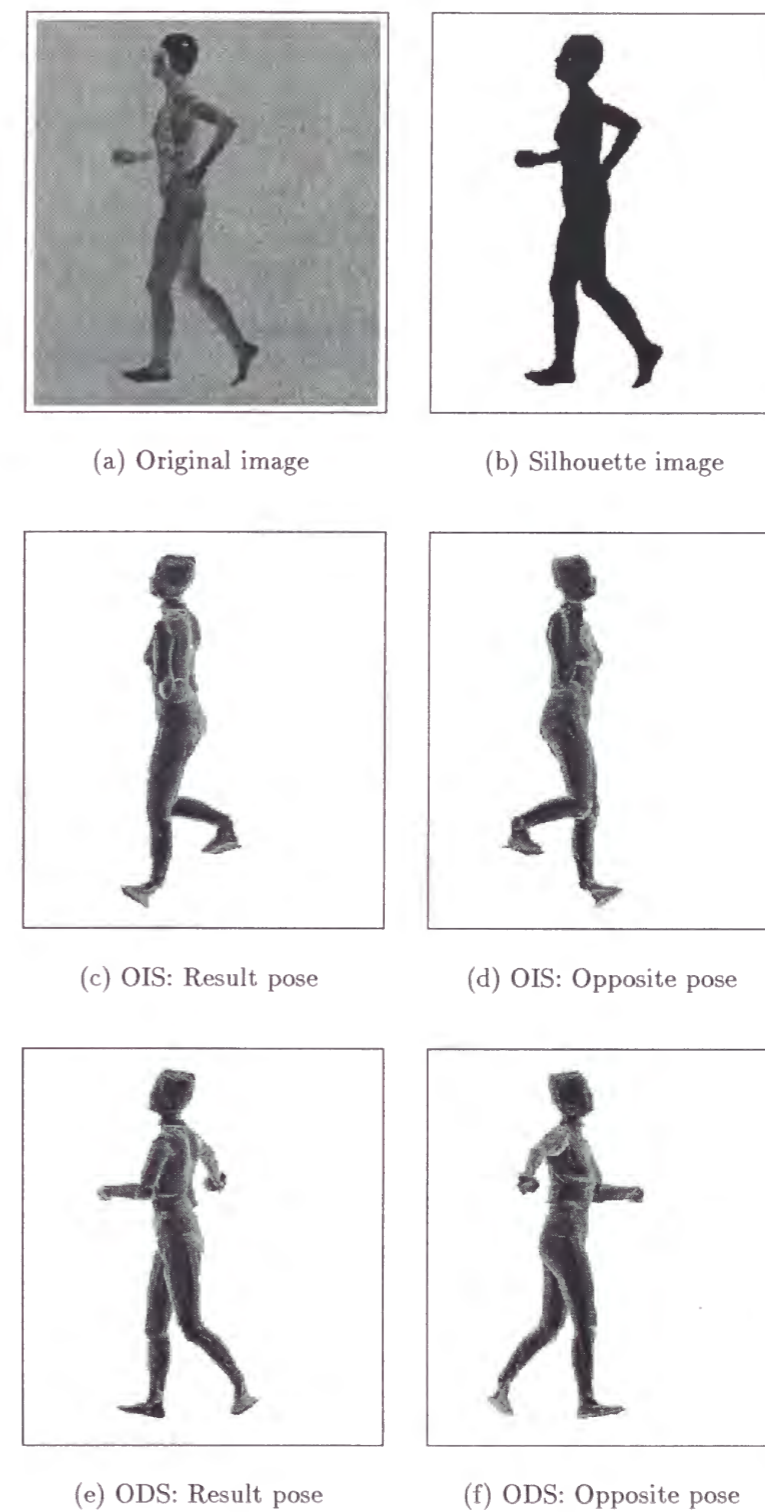 (a) Original image
(b) Silhouette image
(c) OIS: Result pose
(d) OIS: Opposite pose
(e) ODS: Result pose
(f) ODS: Opposite pose